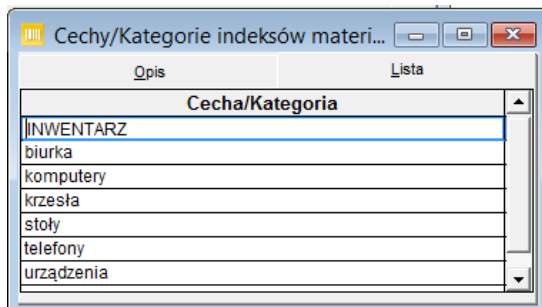 Cechy/Kategorie indeksów materi...
Opis Lista
Cecha/Kategoria
INWENTARZ
biurka
komputery
krzesła
stoły
telefony
urządzenia